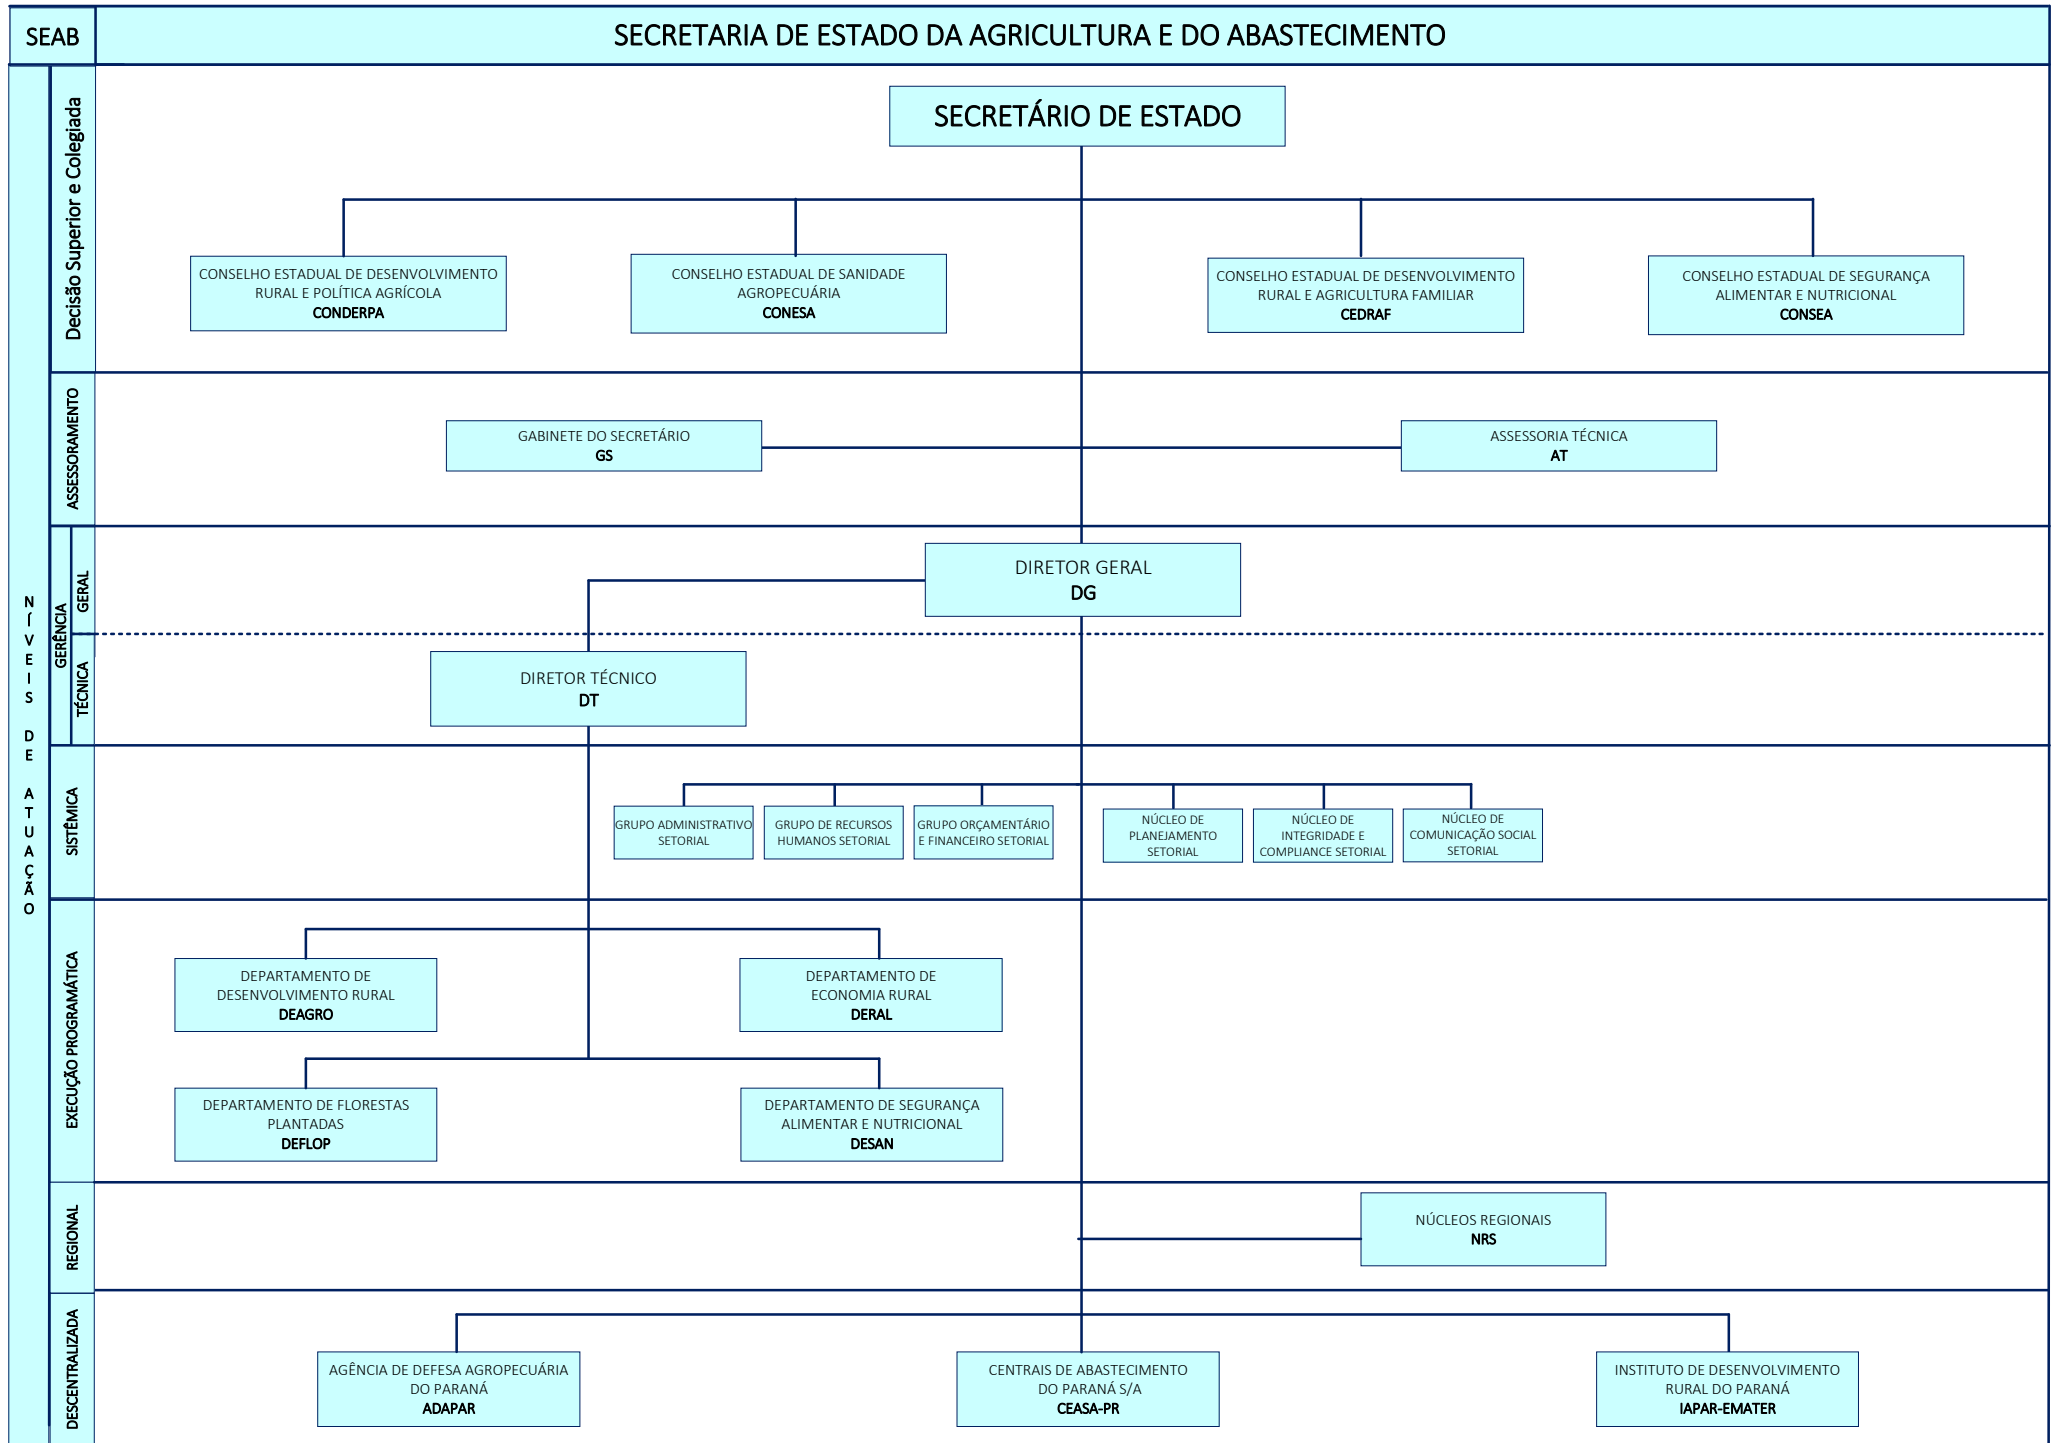 SEAB
SECRETARIA DE ESTADO DA AGRICULTURA E DO ABASTECIMENTO
NÍVEIS DE ATUAÇÃO
Decisão Superior e Colegiada
SECRETÁRIO DE ESTADO
CONSELHO ESTADUAL DE DESENVOLVIMENTO
RURAL E POLÍTICA AGRÍCOLA
CONDERPA
CONSELHO ESTADUAL DE SANIDADE
AGROPECUÁRIA
CONESA
CONSELHO ESTADUAL DE DESENVOLVIMENTO
RURAL E AGRICULTURA FAMILIAR
CEDRAF
CONSELHO ESTADUAL DE SEGURANÇA
ALIMENTAR E NUTRICIONAL
CONSEA
ASSESSORAMENTO
GABINETE DO SECRETÁRIO
GS
ASSESSORIA TÉCNICA
AT
GERÊNCIA
GERAL
DIRETOR GERAL
DG
TÉCNICA
DIRETOR TÉCNICO
DT
SISTÊMICA
GRUPO ADMINISTRATIVO
SETORIAL
GRUPO DE RECURSOS
HUMANOS SETORIAL
GRUPO ORÇAMENTÁRIO
E FINANCEIRO SETORIAL
NÚCLEO DE
PLANEJAMENTO
SETORIAL
NÚCLEO DE
INTEGRIDADE E
COMPLIANCE SETORIAL
NÚCLEO DE
COMUNICAÇÃO SOCIAL
SETORIAL
EXECUÇÃO PROGRAMÁTICA
DEPARTAMENTO DE
DESENVOLVIMENTO RURAL
DEAGRO
DEPARTAMENTO DE
ECONOMIA RURAL
DERAL
DEPARTAMENTO DE FLORESTAS
PLANTADAS
DEFLOP
DEPARTAMENTO DE SEGURANÇA
ALIMENTAR E NUTRICIONAL
DESAN
REGIONAL
NÚCLEOS REGIONAIS
NRS
DESCENTRALIZADA
AGÊNCIA DE DEFESA AGROPECUÁRIA
DO PARANÁ
ADAPAR
CENTRAIS DE ABASTECIMENTO
DO PARANÁ S/A
CEASA-PR
INSTITUTO DE DESENVOLVIMENTO
RURAL DO PARANÁ
IAPAR-EMATER